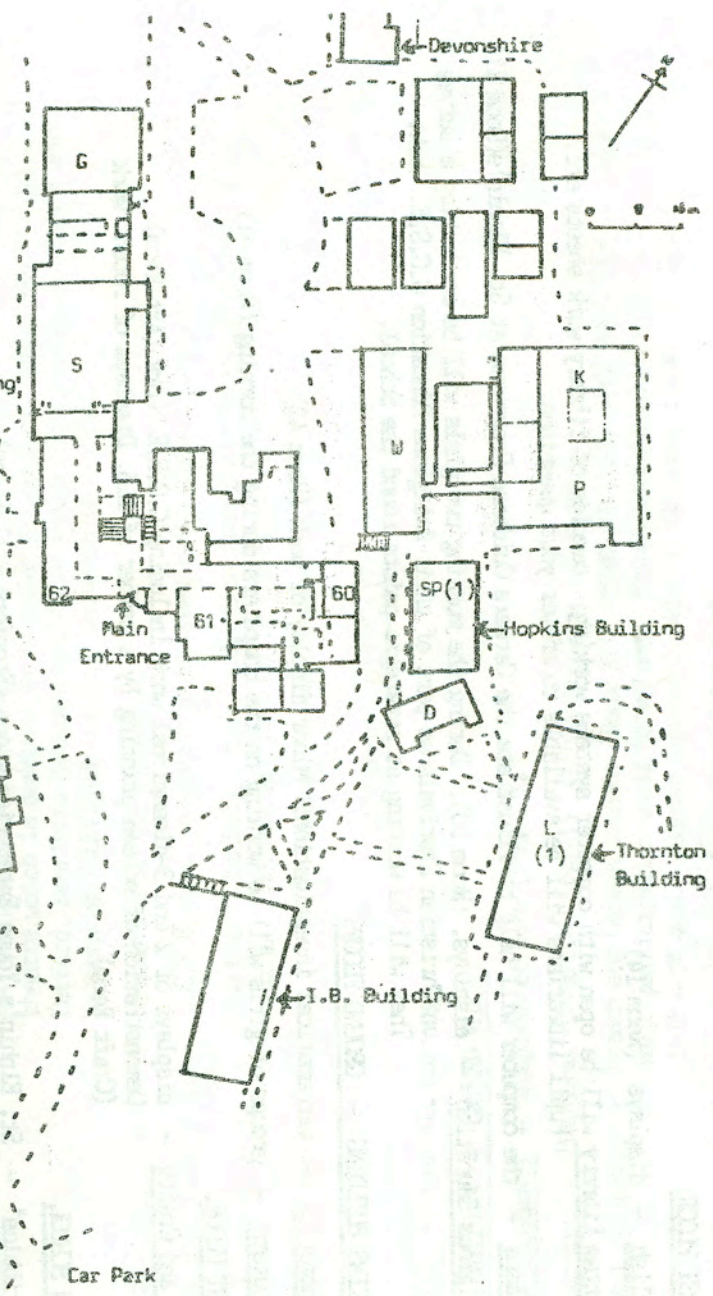 Devonshire
G
S
K
W
P
62
Main
Entrance
61
60
SP(1)
Hopkins Building
D
(1)
Thornton
Building
I.B. Building
Car Park